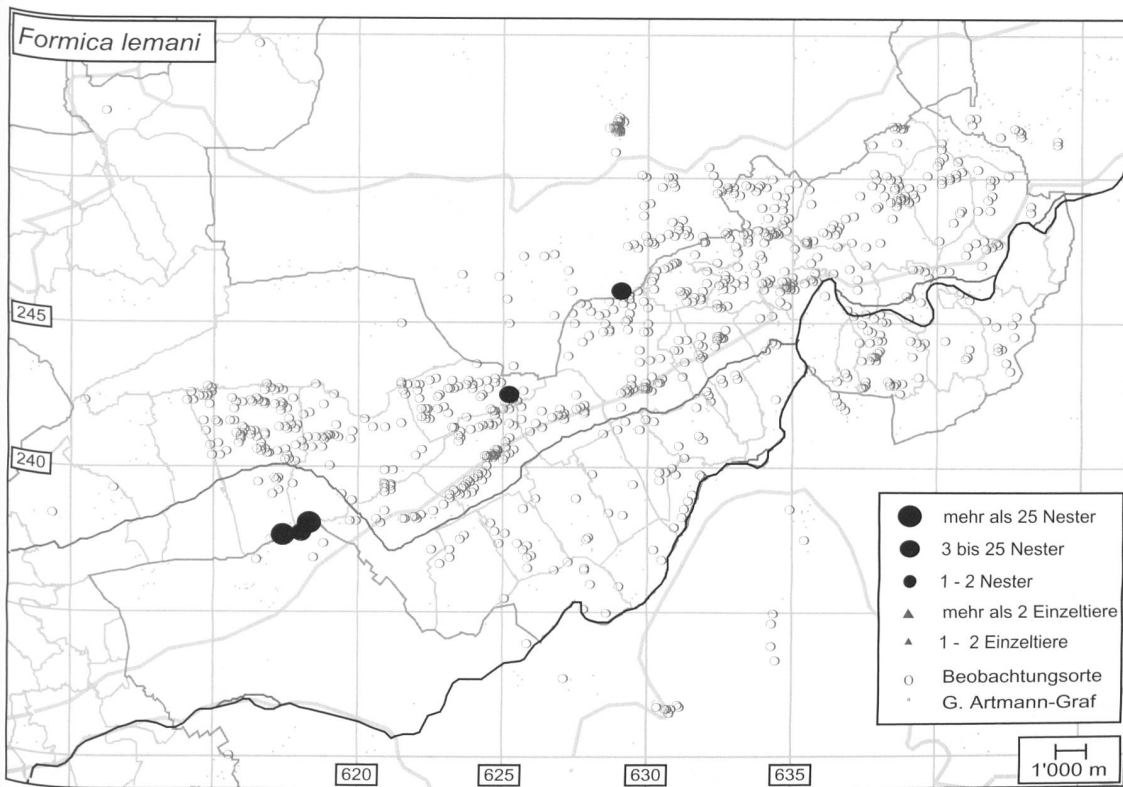 Formica lemani
245
240
mehr als 25 Nester
3 bis 25 Nester
1 - 2 Nester
mehr als 2 Einzeltiere
1 - 2 Einzeltiere
Beobachtungsorte
G. Artmann-Graf
620
625
630
635
1'000 m